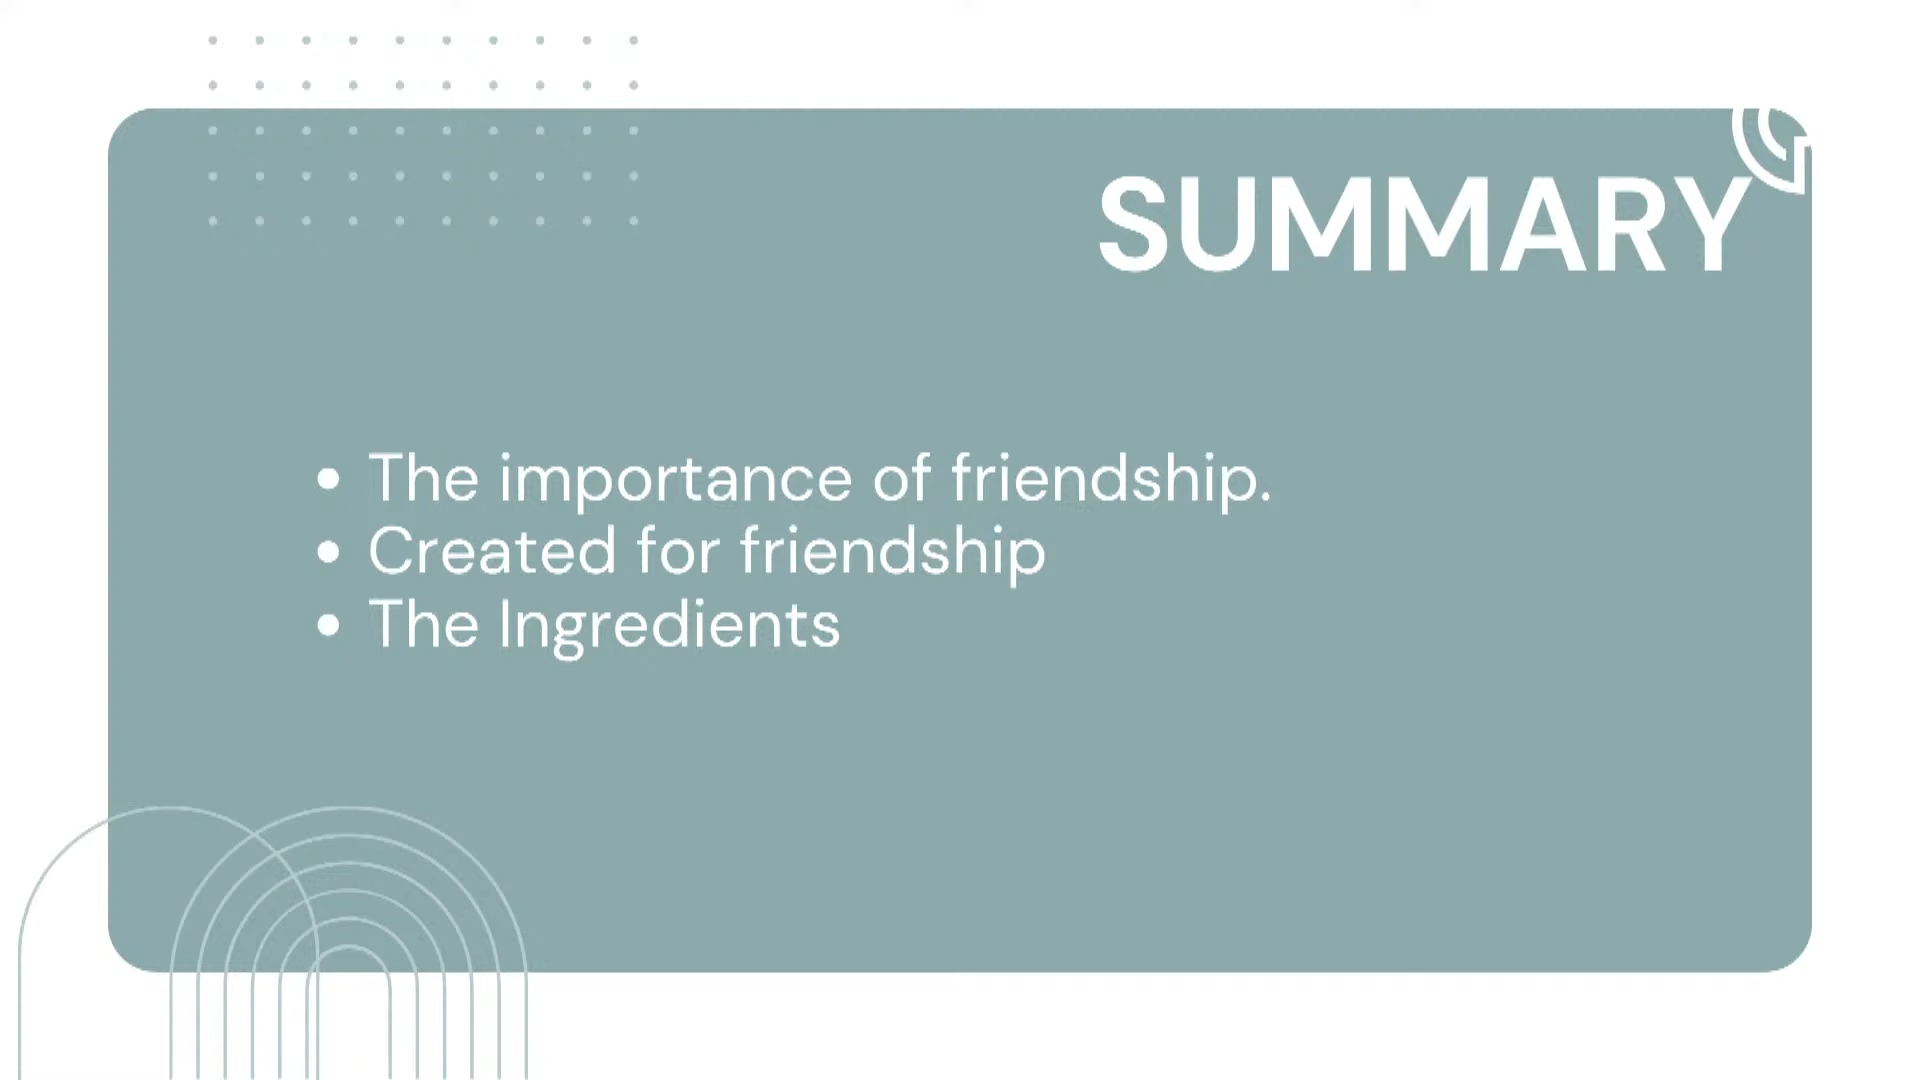 SUMMARY
• The importance of friendship.
• Created for friendship
• The Ingredients